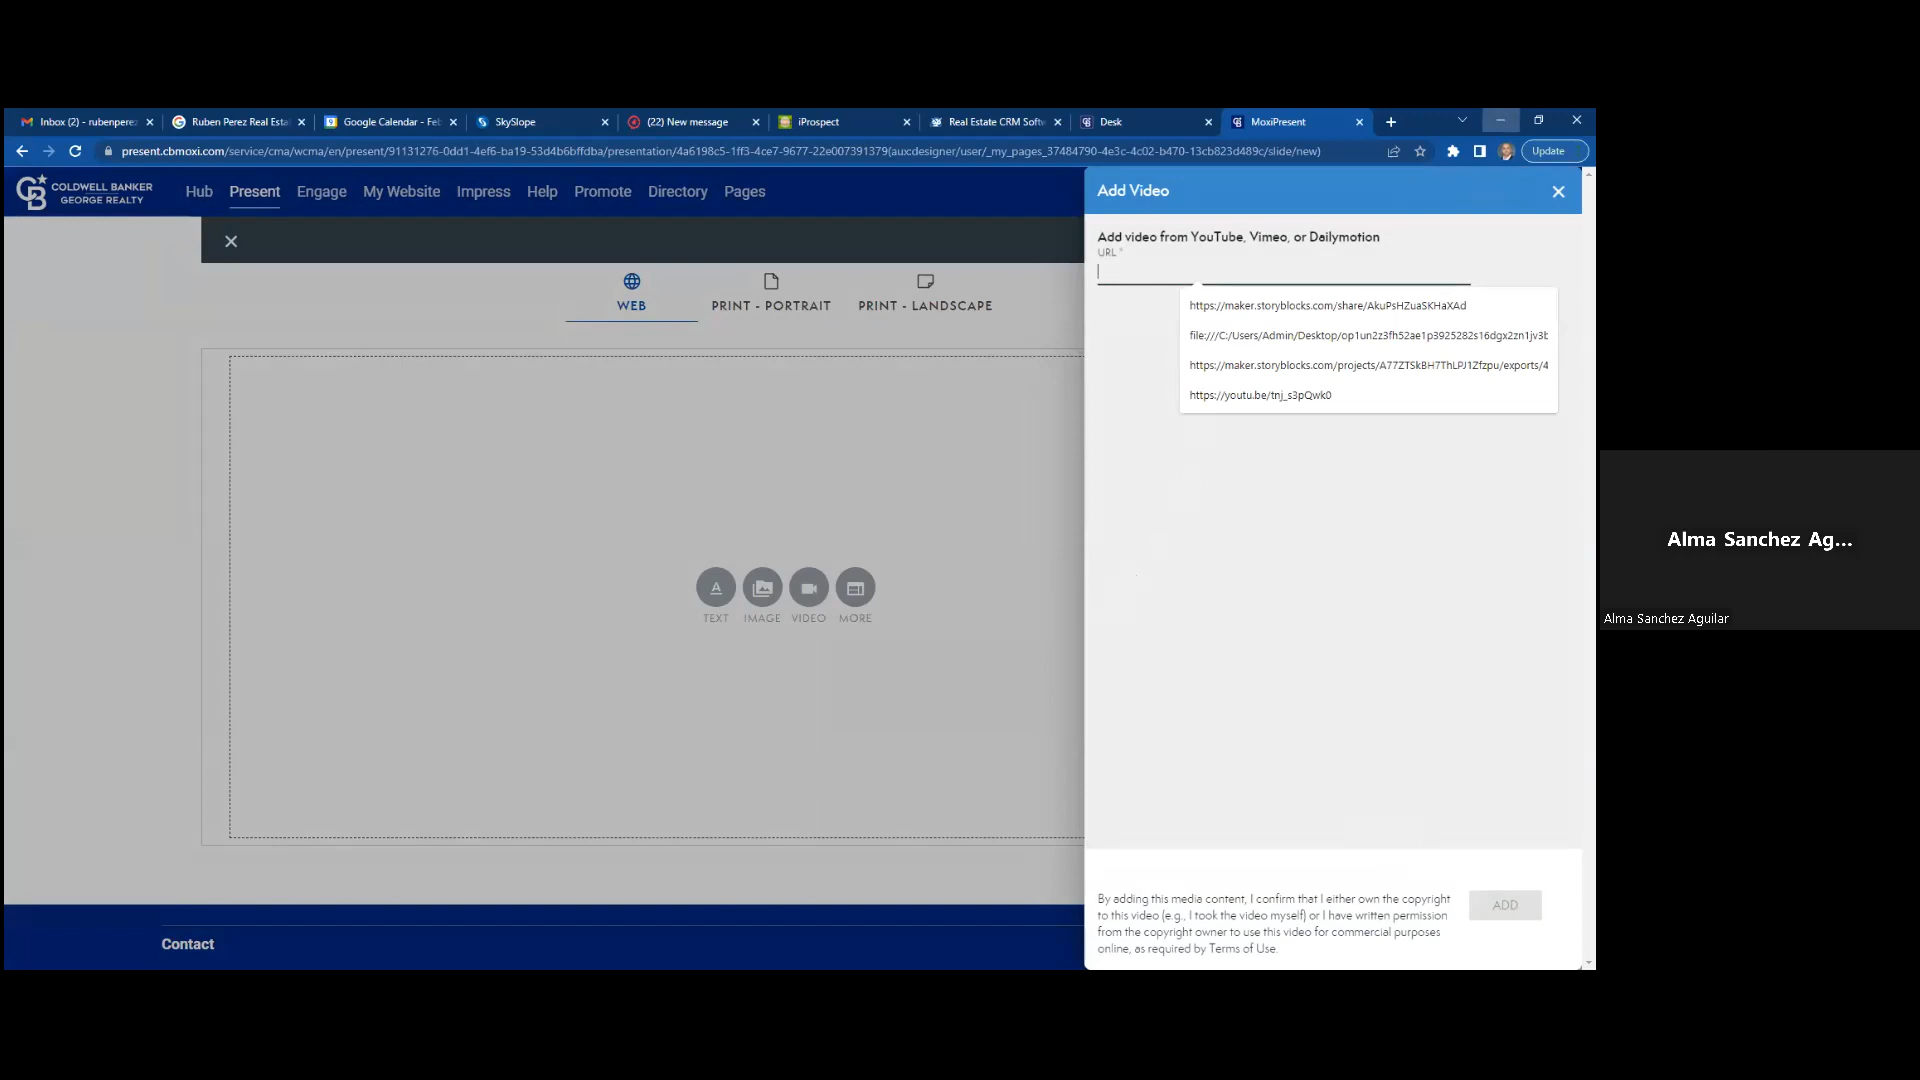 Inbox (2) - rubenperez
Ruben Perez Real Esta
Google Calendar - Feb
SkySlope
(22) New message
iProspect
Real Estate CRM Softw
Desk
MoxiPresent
present.cbmoxi.com/service/cma/wcma/en/present/91131276-0dd1-4ef6-ba19-53d4b6bffdba/presentation/4a6198c5-1ff3-4ce7-9677-22e007391379(auxcdesigner/user/_my_pages_37484790-4e3c-4c02-b470-13cb823d489c/slide/new)
Update
COLDWELL BANKER
GEORGE REALTY
Hub
Present
Engage
My Website
Impress
Help
Promote
Directory
Pages
Add Video
Add video from YouTube, Vimeo, or Dailymotion
URL *
WEB
PRINT - PORTRAIT
PRINT - LANDSCAPE
https://maker.storyblocks.com/share/AkuPsHZuaSKHaXAd
file:///C:/Users/Admin/Desktop/op1un2z3fh52ae1p3925282s16dgx2zn1jv3b
https://maker.storyblocks.com/projects/A77ZTSkBH7ThLPJ1Zfzpu/exports/4
https://youtu.be/tnj_s3pQwk0
TEXT
IMAGE
VIDEO
MORE
Alma Sanchez Ag...
Alma Sanchez Aguilar
By adding this media content, I confirm that I either own the copyright
to this video (e.g., I took the video myself) or I have written permission
from the copyright owner to use this video for commercial purposes
online, as required by Terms of Use.
ADD
Contact